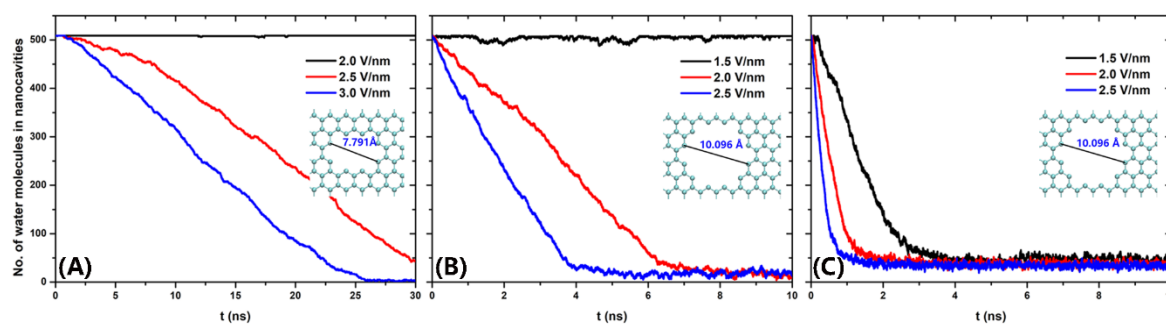 No. of water molecules in nanocavities
500
400
300
200
100
0
2.0 V/nm
2.5 V/nm
3.0 V/nm
7.791Å
(A)
0 5 10 15 20 25 30
t (ns)
1.5 V/nm
2.0 V/nm
2.5 V/nm
10.096 Å
(B)
0 2 4 6 8 10
t (ns)
1.5 V/nm
2.0 V/nm
2.5 V/nm
10.096 Å
(C)
0 2 4 6 8
t (ns)